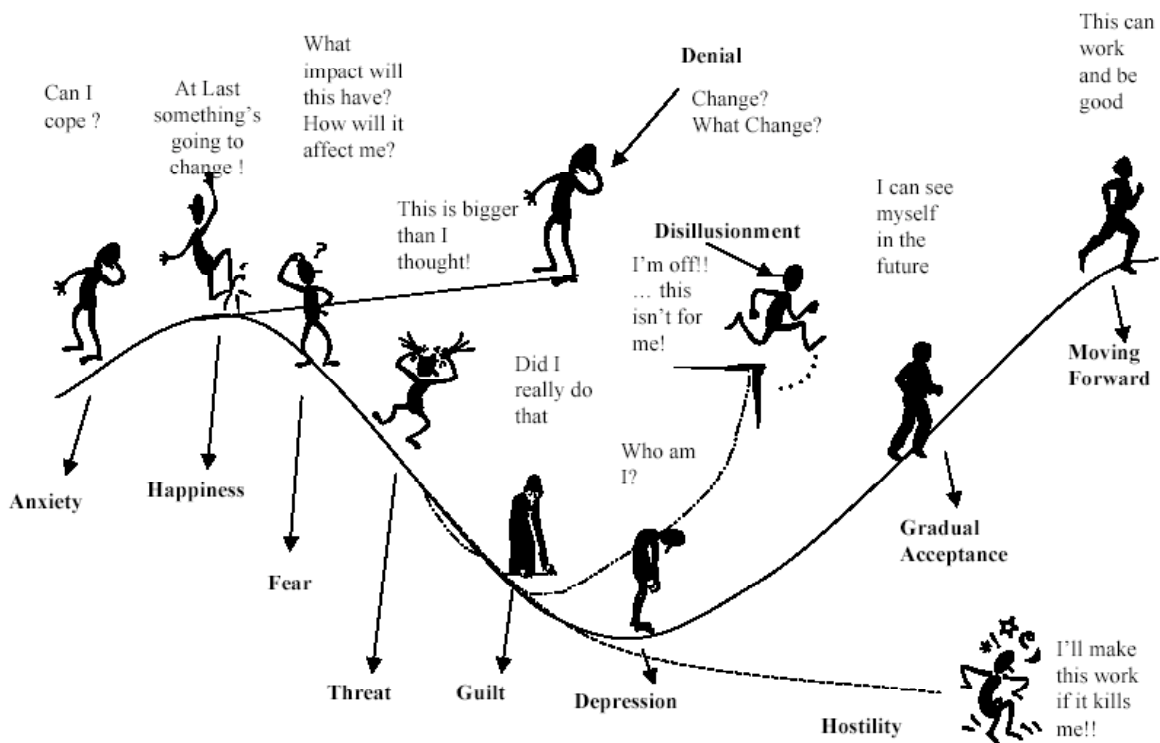 Can I
cope ?
At Last
something's
going to
change !
What
impact will
this have?
How will it
affect me?
This is bigger
than I
thought!
Denial
Change?
What Change?
Disillusionment
I'm off!!
... this
isn't for
me!
I can see
myself
in the
future
This can
work
and be
good
?
Did I
really do
that
Who am
I?
Moving
Forward
Anxiety
Happiness
Fear
Threat
Guilt
Depression
Gradual
Acceptance
Hostility
I'll make
this work
if it kills
me!!